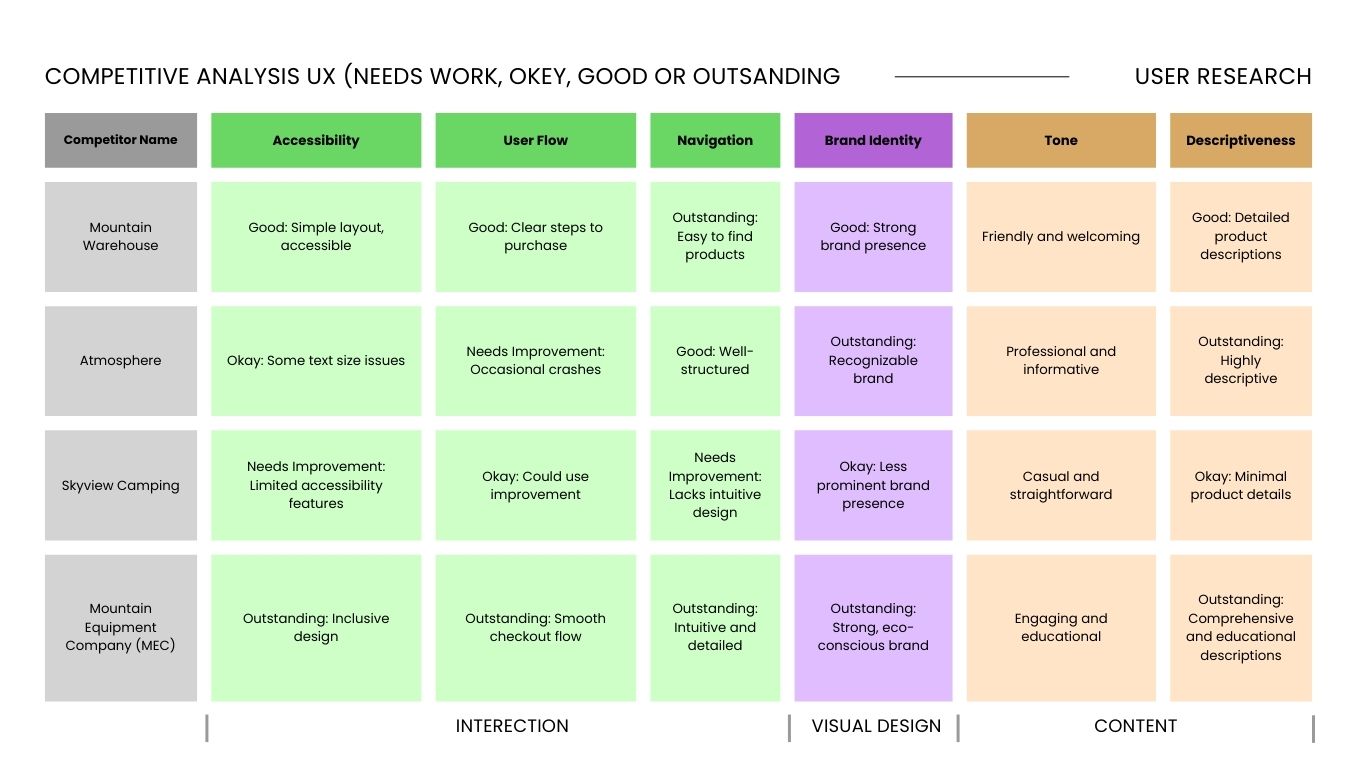 COMPETITIVE ANALYSIS UX (NEEDS WORK, OKEY, GOOD OR OUTSANDING
USER RESEARCH
Competitor Name
Accessibility
User Flow
Navigation
Brand Identity
Tone
Descriptiveness
Mountain
Warehouse
Good: Simple layout,
accessible
Good: Clear steps to
purchase
Outstanding:
Easy to find
products
Good: Strong
brand presence
Friendly and welcoming
Good: Detailed
product
descriptions
Atmosphere
Okay: Some text size issues
Needs Improvement:
Occasional crashes
Good: Well-
structured
Outstanding:
Recognizable
brand
Professional and
informative
Outstanding:
Highly
descriptive
Skyview Camping
Needs Improvement:
Limited accessibility
features
Okay: Could use
improvement
Needs
Improvement:
Lacks intuitive
design
Okay: Less
prominent brand
presence
Casual and
straightforward
Okay: Minimal
product details
Mountain
Equipment
Company (MEC)
Outstanding: Inclusive
design
Outstanding: Smooth
checkout flow
Outstanding:
Intuitive and
detailed
Outstanding:
Strong, eco-
conscious brand
Engaging and
educational
Outstanding:
Comprehensive
and educational
descriptions
INTERECTION
VISUAL DESIGN
CONTENT